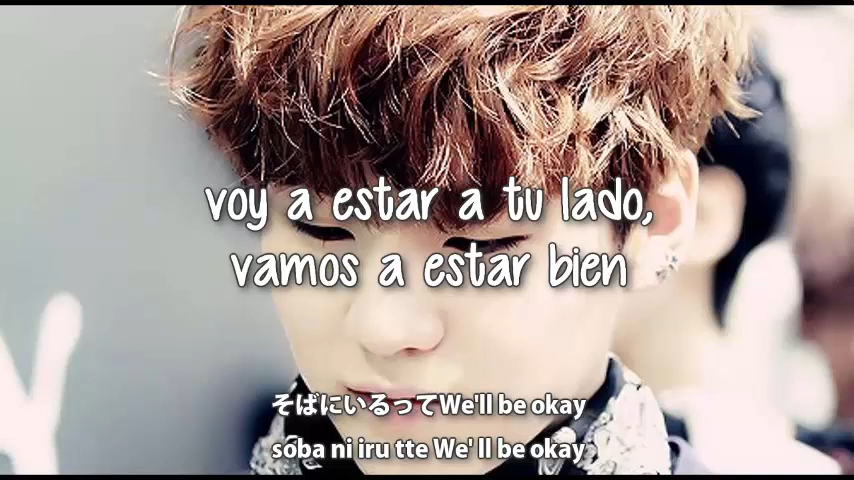 voy a estar a tu lado,
vamos a estar bien
そばにいるってWe'll be okay
soba ni iru tte We' ll be okay